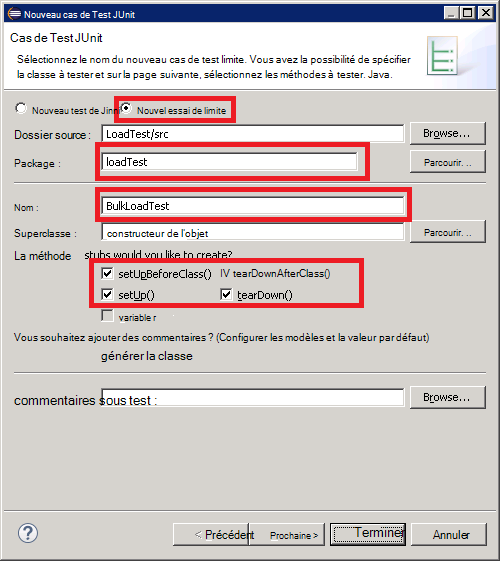 Nouveau cas de Test JUnit
Cas de Test JUnit
Sélectionnez le nom du nouveau cas de test limite. Vous avez la possibilité de spécifier
la classe à tester et sur la page suivante, sélectionnez les méthodes à tester. Java.
Nouveau test de Jinni Nouvel essai de limite
Dossier source : LoadTest/src Browse...
Package : loadTest Parcourir. ..
Nom : BulkLoadTest
Superclasse : constructeur de l'objet Parcourir. ..
La méthode stubs would you like to create?
setUpBeforeClass() IV tearDownAfterClass()
setUp() tearDown()
variable r
Vous souhaitez ajouter des commentaires ? (Configurer les modèles et la valeur par défaut)
générer la classe
commentaires sous test : Browse...
< Précédent Prochaine > Terminer Annuler